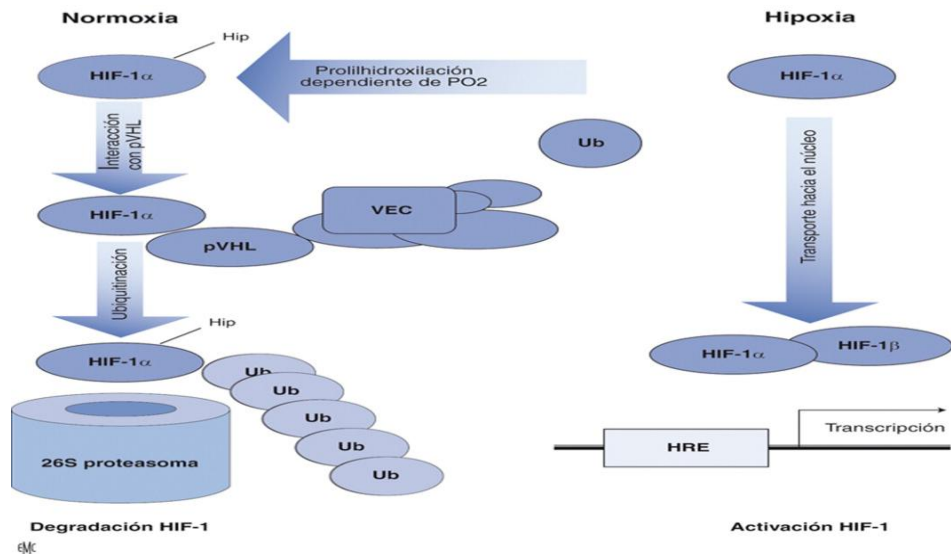 Normoxia
Hipoxia
Hip
HIF-1α
Prolilhidroxilación
dependiente de PO2
HIF-1α
Interacción
con pVHL
Ub
Transporte hacia el núcleo
HIF-1α
VEC
pVHL
Ubiquitinación
Hip
HIF-1α
HIF-1α
HIF-1β
Ub
Ub
Ub
Ub
Ub
26S proteasoma
HRE
Transcripción
Degradación HIF-1
Activación HIF-1
EMC